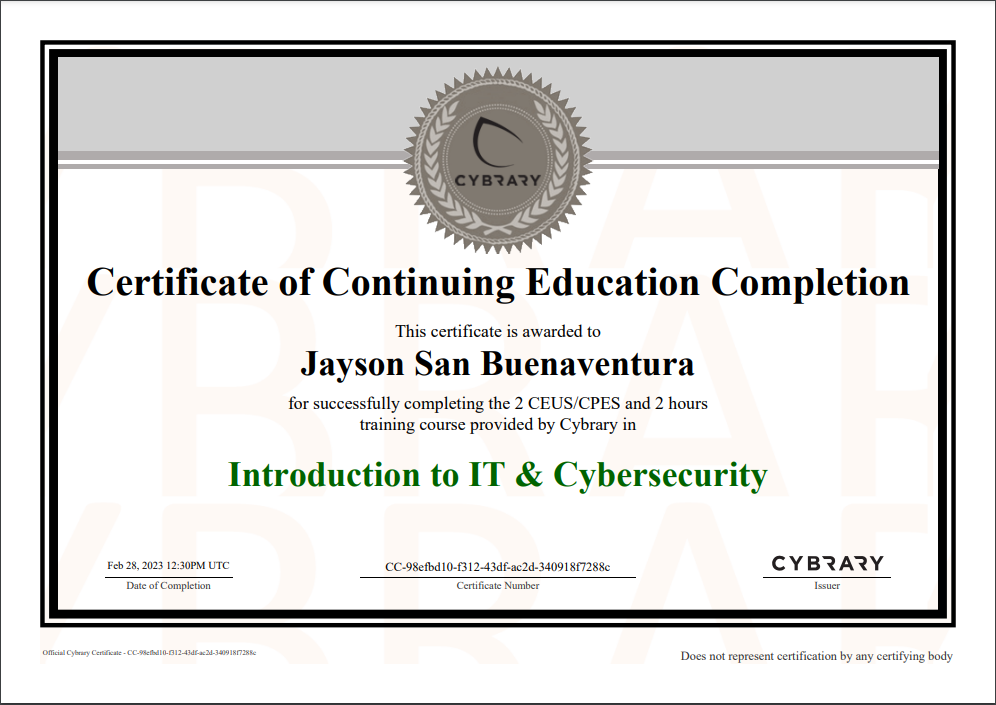 CYBRARY
Certificate of Continuing Education Completion
This certificate is awarded to
Jayson San Buenaventura
for successfully completing the 2 CEUS/CPES and 2 hours
training course provided by Cybrary in
Introduction to IT & Cybersecurity
Feb 28, 2023 12:30PM UTC
Date of Completion
CC-98efbd10-f312-43df-ac2d-340918f7288c
Certificate Number
CYBRARY
Issuer
Official Cybrary Certificate - CC-98efbd10-f312-43df-ac2d-340918f7288c
Does not represent certification by any certifying body